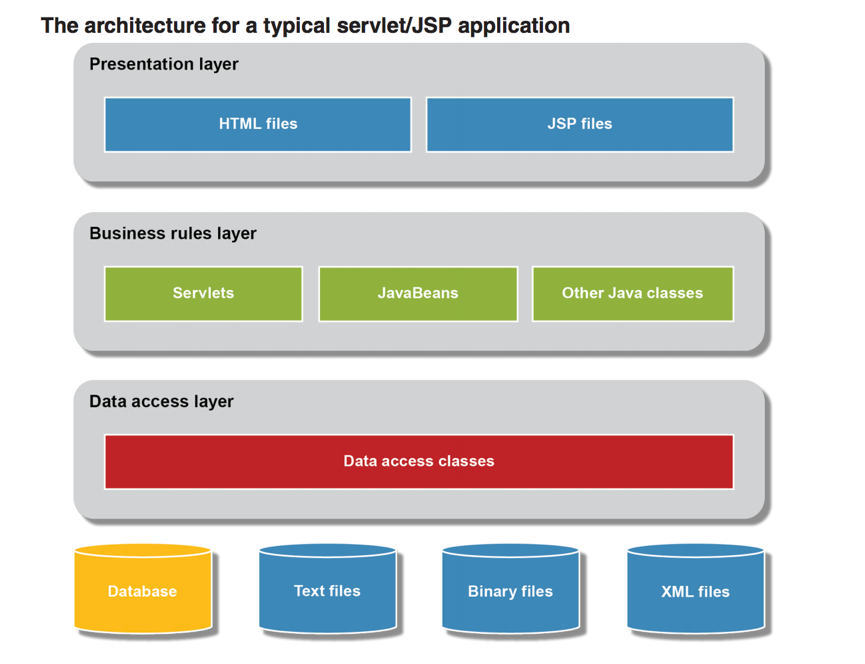 The architecture for a typical servlet/JSP application
Presentation layer
HTML files
JSP files
Business rules layer
Servlets
JavaBeans
Other Java classes
Data access layer
Data access classes
Database
Text files
Binary files
XML files